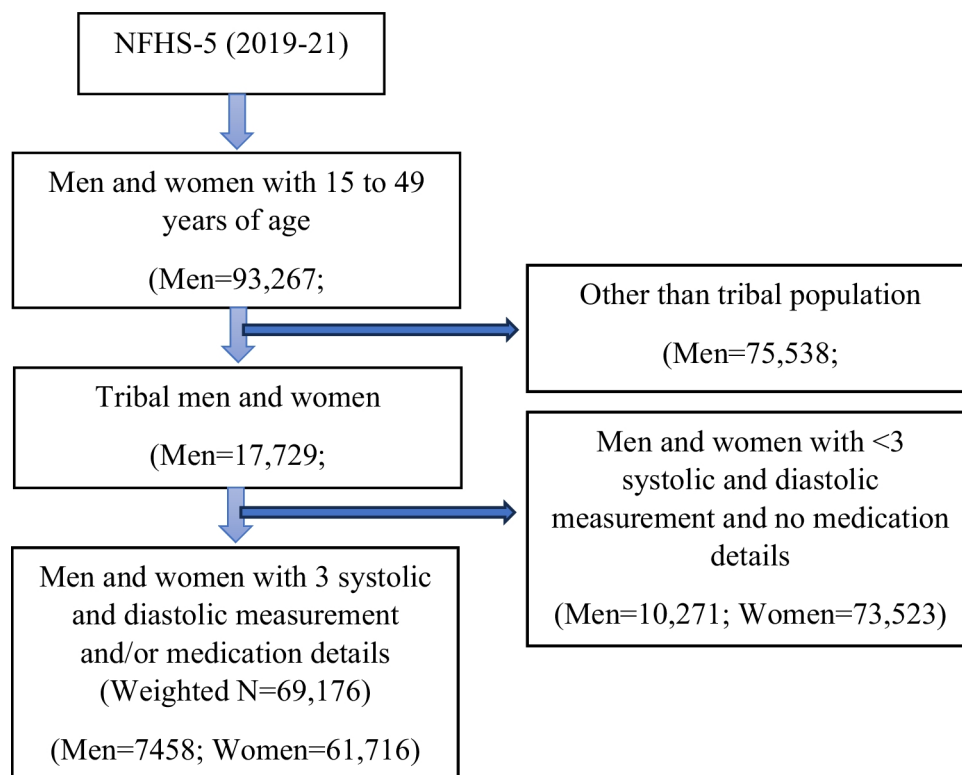 NFHS-5 (2019-21)
Men and women with 15 to 49
years of age
(Men=93,267;
Other than tribal population
(Men=75,538;
Tribal men and women
(Men=17,729;
Men and women with <3
systolic and diastolic
measurement and no medication
details
(Men=10,271; Women=73,523)
Men and women with 3 systolic
and diastolic measurement
and/or medication details
(Weighted N=69,176)
(Men=7458; Women=61,716)